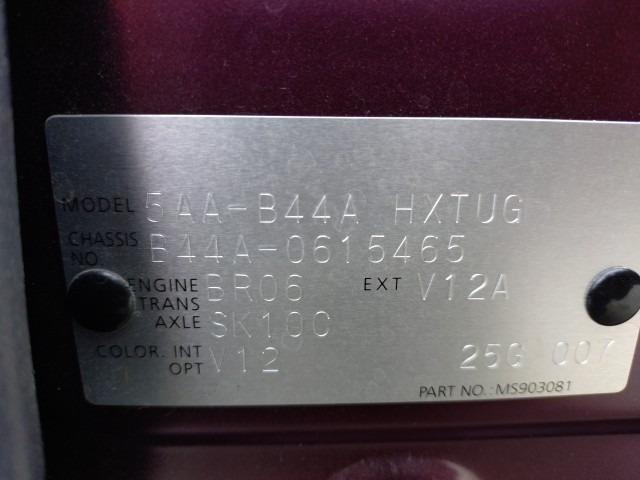 MODEL 5AA-B44A HXTUG
CHASSIS NO. B44A-0615465
ENGINE BR06 EXT V12A
TRANS
AXLE SK10C
COLOR. INT V12 25G 007
OPT
PART NO.:MS903081